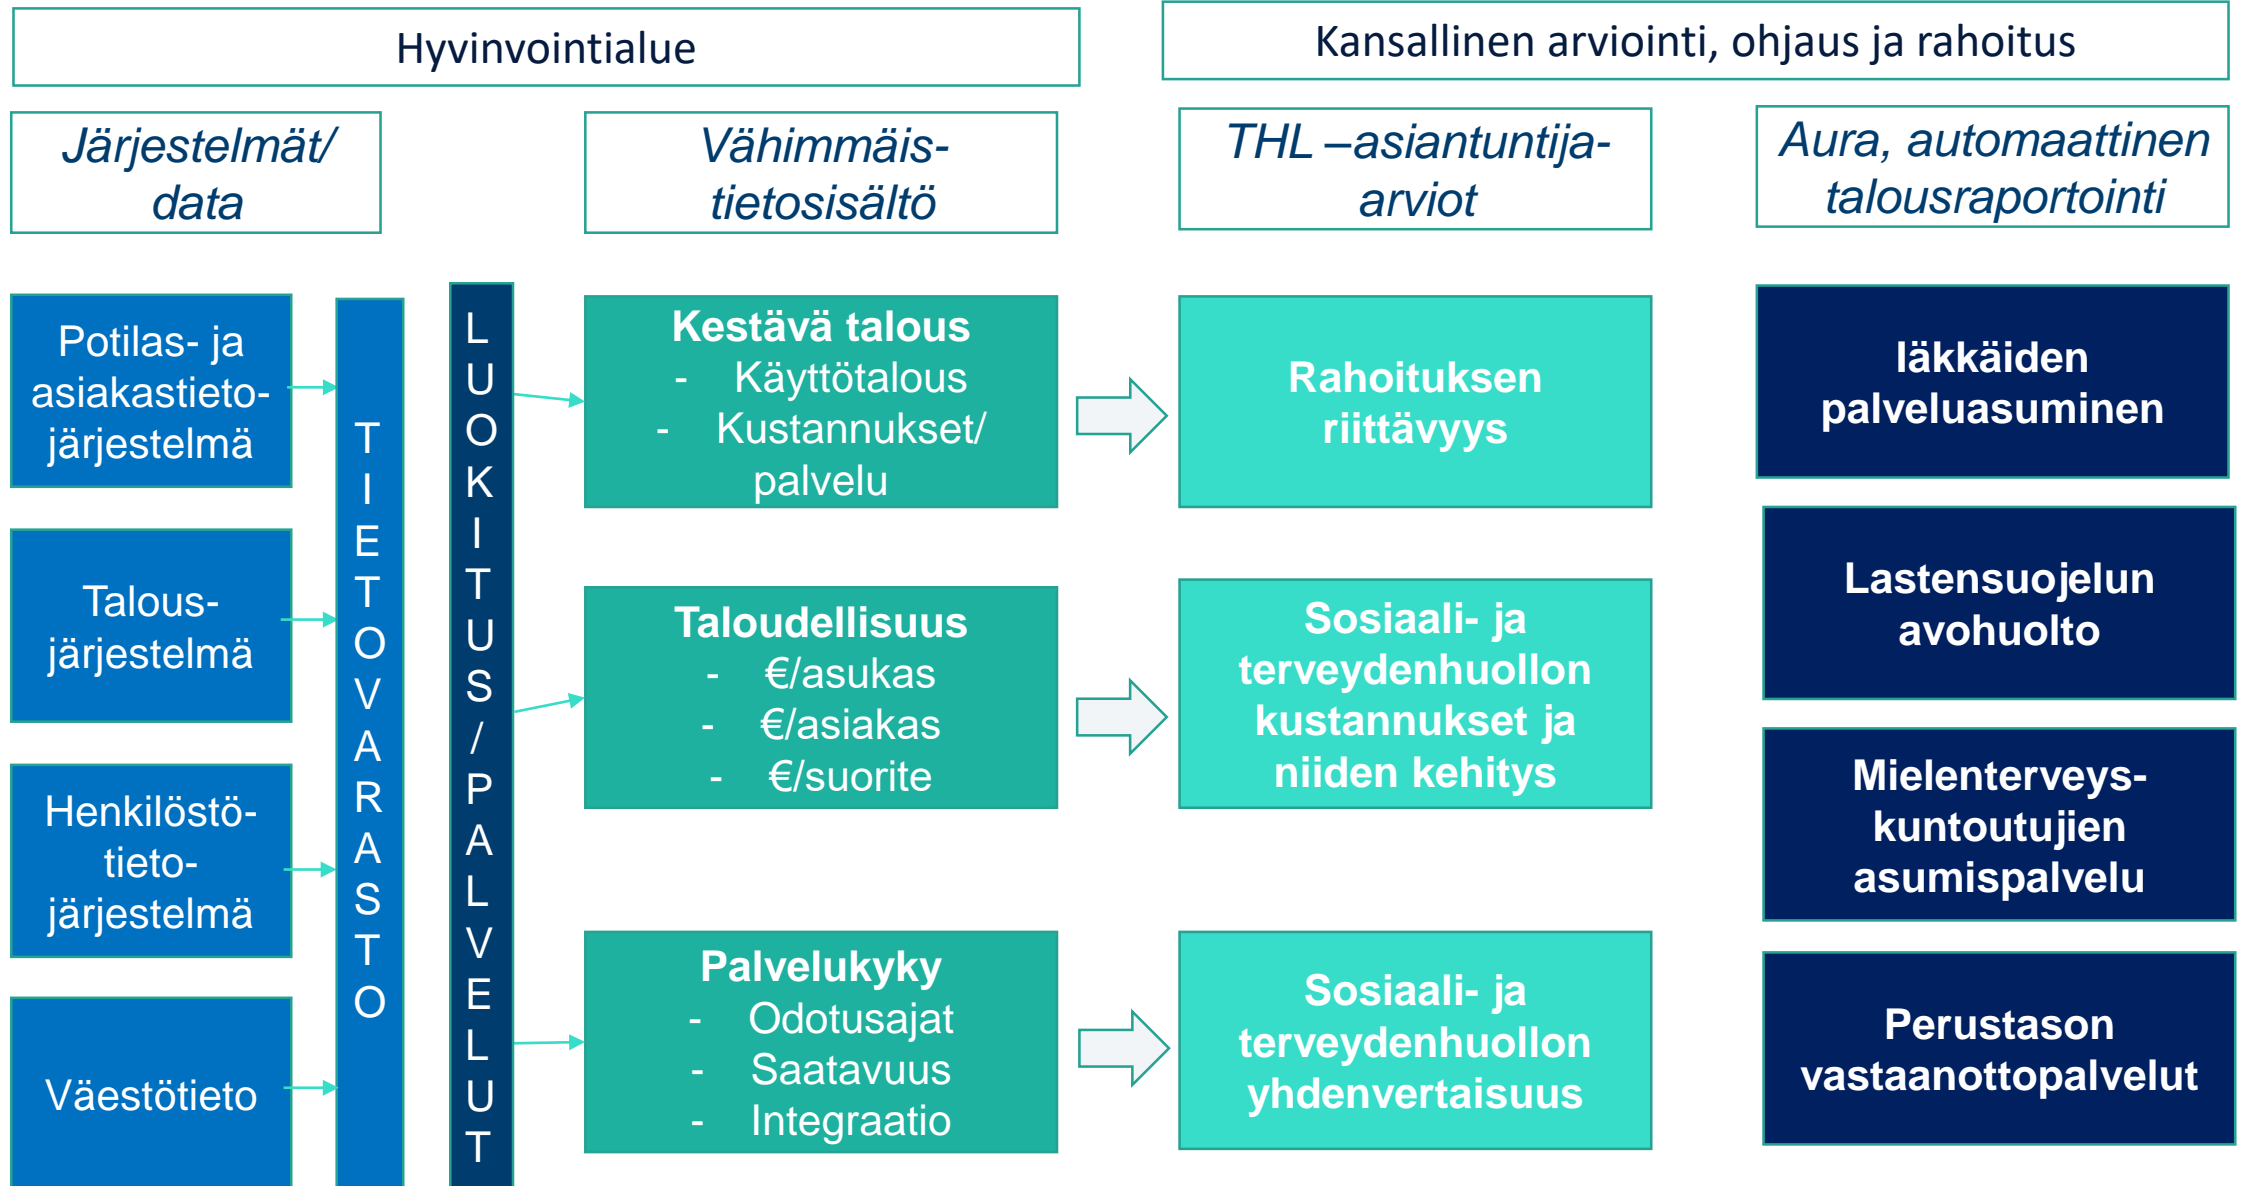 Hyvinvointialue
Kansallinen arviointi, ohjaus ja rahoitus
Järjestelmät/
data
Vähimmäis-
tietosisältö
THL –asiantuntija-
arviot
Aura, automaattinen
talousraportointi
Potilas- ja
asiakastieto-
järjestelmä
Talous-
järjestelmä
Henkilöstö-
tieto-
järjestelmä
Väestötieto
TIETOVARASTO
LUOKITUS/PALVELUT
Kestävä talous
- Käyttötalous
- Kustannukset/
palvelu
Taloudellisuus
- €/asukas
- €/asiakas
- €/suorite
Palvelukyky
- Odotusajat
- Saatavuus
- Integraatio
Rahoituksen
riittävyys
Sosiaali- ja
terveydenhuollon
kustannukset ja
niiden kehitys
Sosiaali- ja
terveydenhuollon
yhdenvertaisuus
Iäkkäiden
palveluasuminen
Lastensuojelun
avohuolto
Mielenterveys-
kuntoutujien
asumispalvelu
Perustason
vastaanottopalvelut